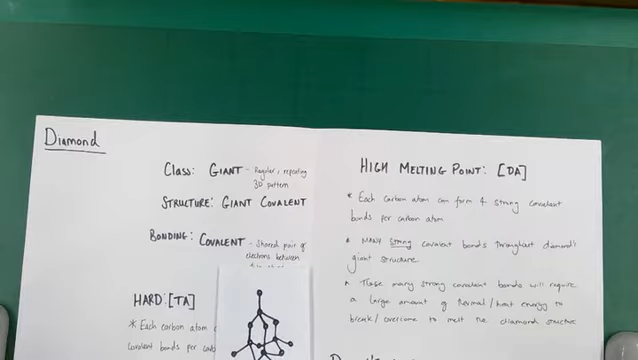 Diamond
Class: GIANT - Regular, repeating
3D pattern
STRUCTURE: GIANT COVALENT
BONDING: COVALENT - Shared pair of
electrons between
HARD: [TA]
* Each carbon atom
covalent bonds per carb
HIGH MELTING POINT: [DA]
* Each carbon atom can form 4 strong covalent
bonds per carbon atom
* MANY strong covalent bonds throughout diamond's
giant structure
* These many strong covalent bonds will require
a large amount of thermal/heat energy to
break/overcome to melt the diamond structure